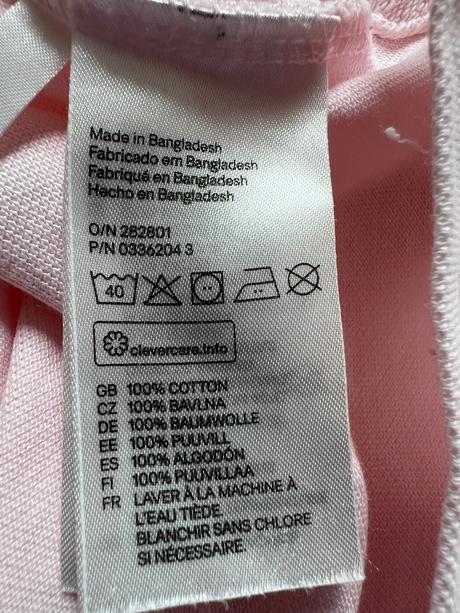 Made in Bangladesh
Fabricado em Bangladesh
Fabriqué en Bangladesh
Hecho en Bangladesh
O/N 282801
P/N 0336204 3
40
clevercare.info
GB 100% COTTON
CZ 100% BAVLNA
DE 100% BAUMWOLLE
EE 100% PUUVILL
ES 100% ALGODÓN
FI 100% PUUVILLAA
FR LAVER À LA MACHINE À
L'EAU TIÈDE.
BLANCHIR SANS CHLORE
SI NÉCESSAIRE.